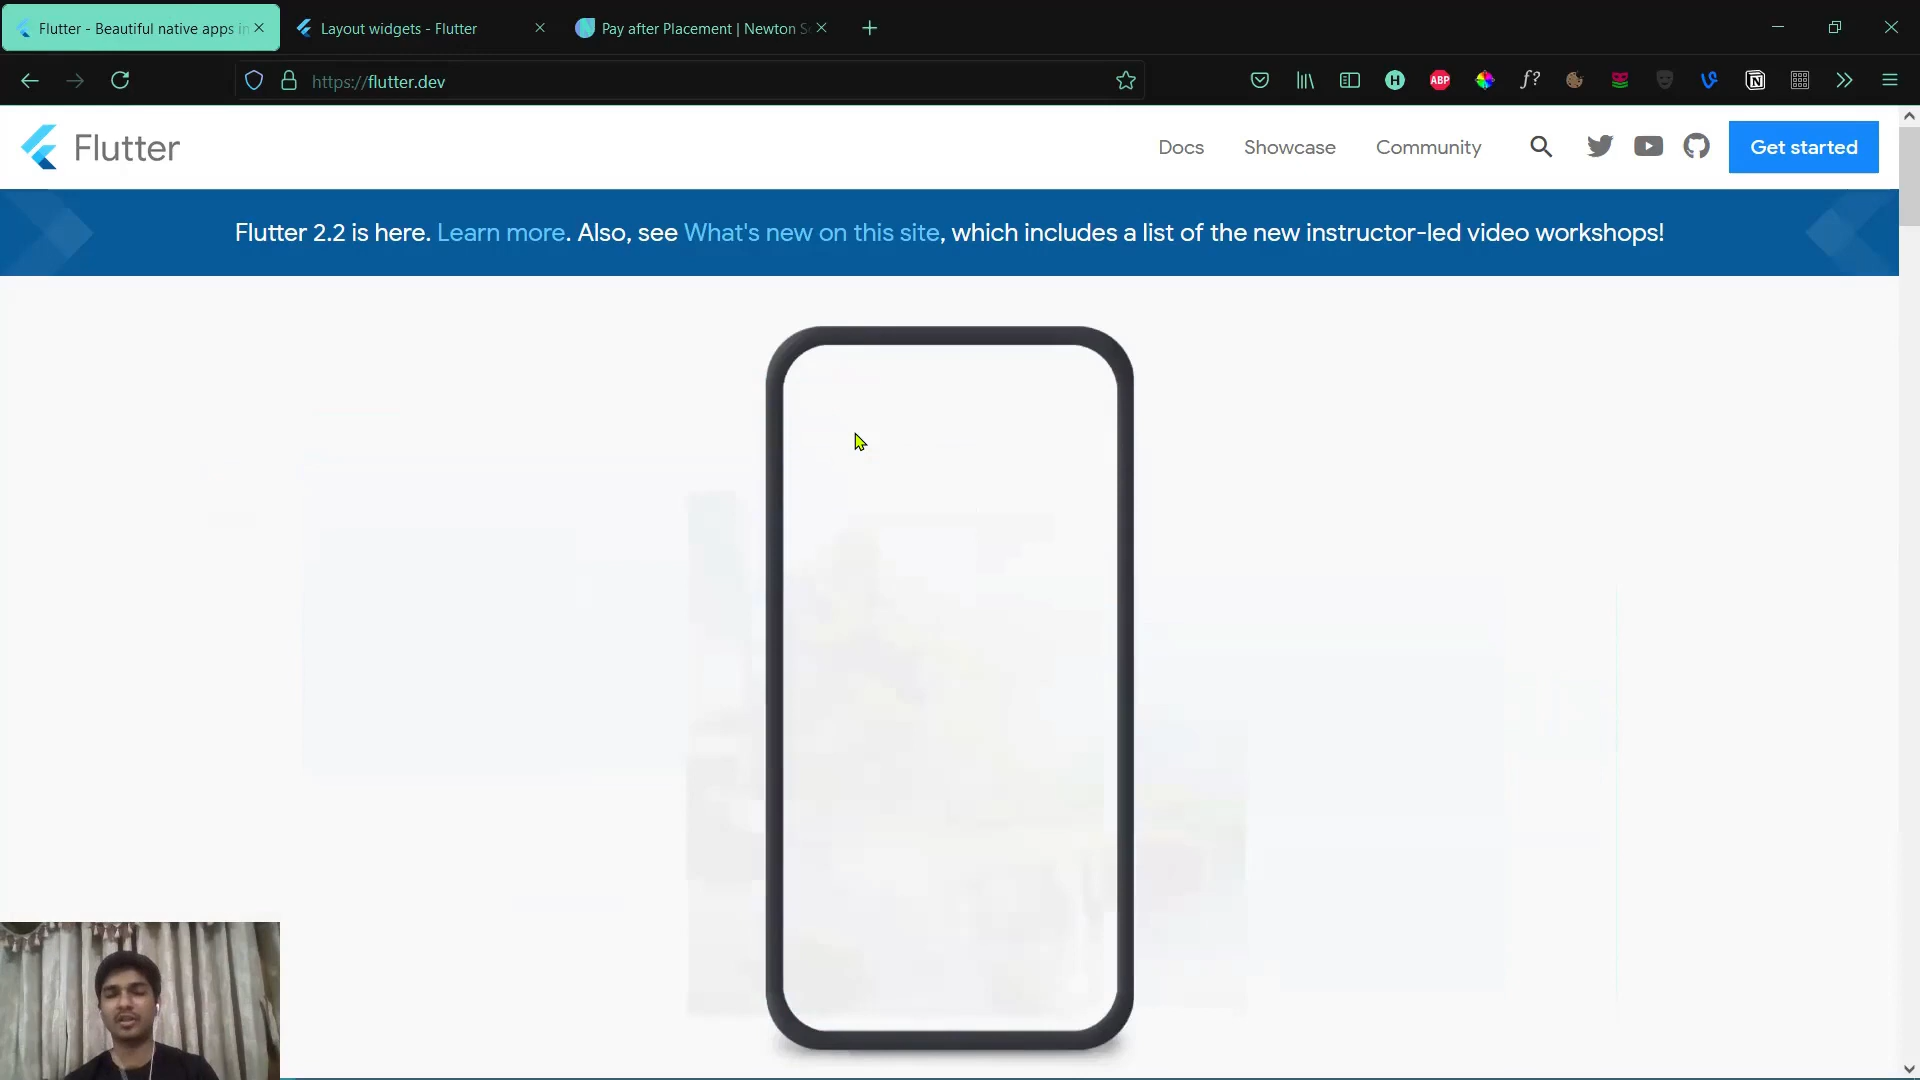 Flutter - Beautiful native apps in
Layout widgets - Flutter
Pay after Placement | Newton Sc
https://flutter.dev
H
ABP
f?
N
Flutter
Docs
Showcase
Community
Get started
Flutter 2.2 is here. Learn more. Also, see What's new on this site, which includes a list of the new instructor-led video workshops!